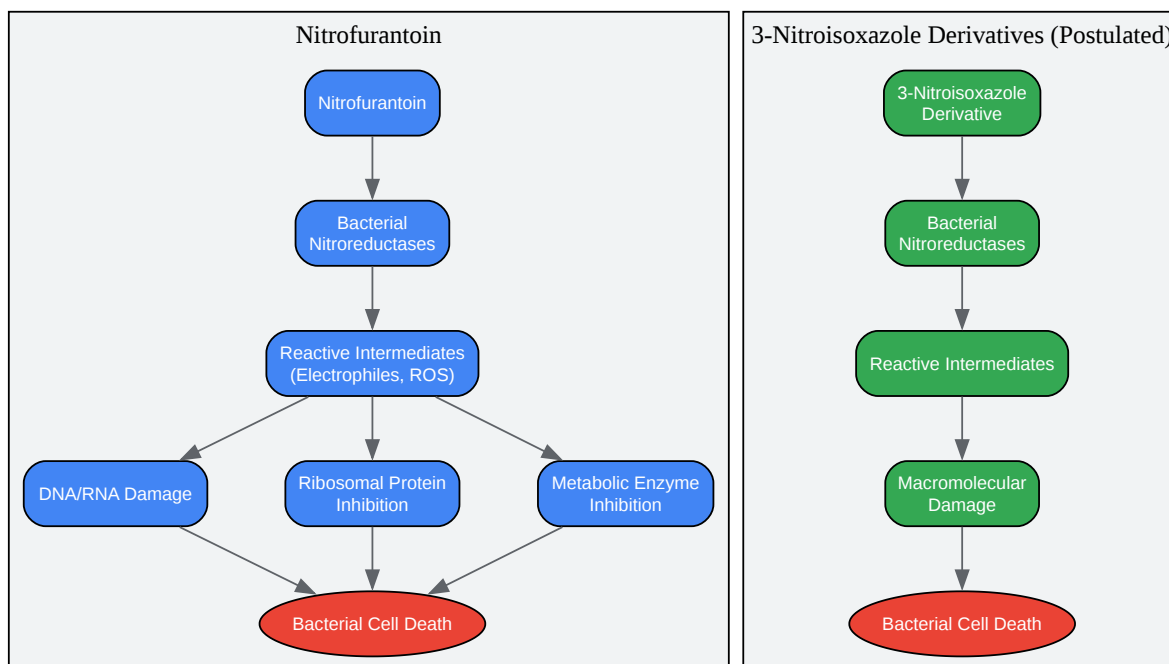 Nitrofurantoin
Nitrofurantoin
Bacterial
Nitroreductases
Reactive Intermediates
(Electrophiles, ROS)
DNA/RNA Damage
Ribosomal Protein
Inhibition
Metabolic Enzyme
Inhibition
Bacterial Cell Death
3-Nitroisoxazole Derivatives (Postulated)
3-Nitroisoxazole
Derivative
Bacterial
Nitroreductases
Reactive Intermediates
Macromolecular
Damage
Bacterial Cell Death